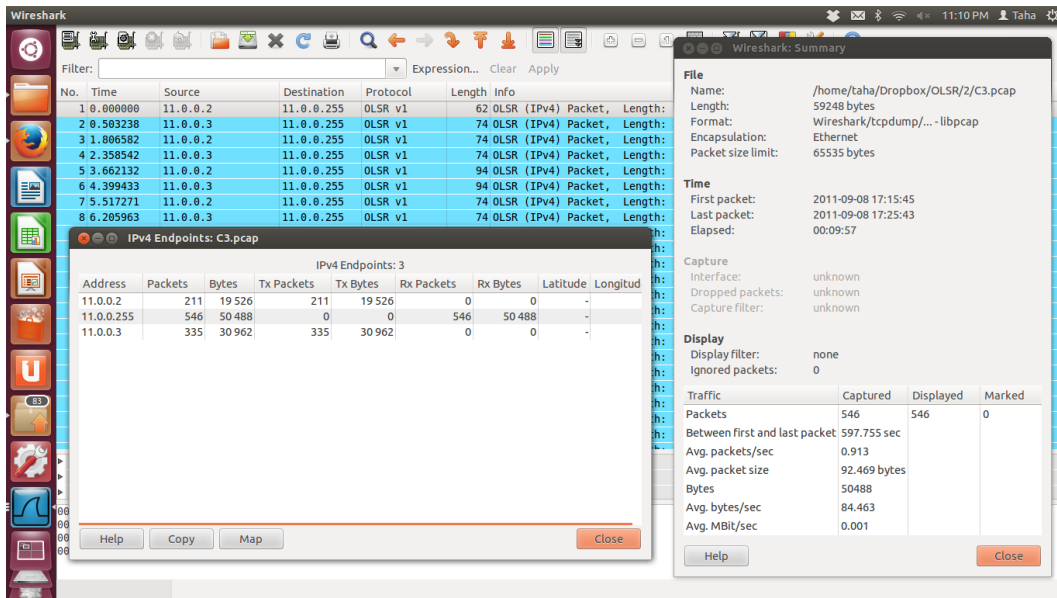 Wireshark
11:10 PM Taha
Filter:
Expression... Clear Apply
No. Time Source Destination Protocol Length Info
1 0.000000 11.0.0.2 11.0.0.255 OLSR v1 62 OLSR (IPv4) Packet, Length:
2 0.503238 11.0.0.3 11.0.0.255 OLSR v1 74 OLSR (IPv4) Packet, Length:
3 1.806582 11.0.0.2 11.0.0.255 OLSR v1 74 OLSR (IPv4) Packet, Length:
4 2.358542 11.0.0.3 11.0.0.255 OLSR v1 74 OLSR (IPv4) Packet, Length:
5 3.662132 11.0.0.2 11.0.0.255 OLSR v1 94 OLSR (IPv4) Packet, Length:
6 4.399433 11.0.0.3 11.0.0.255 OLSR v1 94 OLSR (IPv4) Packet, Length:
7 5.517271 11.0.0.2 11.0.0.255 OLSR v1 74 OLSR (IPv4) Packet, Length:
8 6.205963 11.0.0.3 11.0.0.255 OLSR v1 74 OLSR (IPv4) Packet, Length:
83
IPv4 Endpoints: C3.pcap
IPv4 Endpoints: 3
Address Packets Bytes Tx Packets Tx Bytes Rx Packets Rx Bytes Latitude Longitud
11.0.0.2 211 19 526 211 19 526 0 0 -
11.0.0.255 546 50 488 0 0 546 50 488 -
11.0.0.3 335 30 962 335 30 962 0 0 -
Help Copy Map Close
Wireshark: Summary
File
Name: /home/taha/Dropbox/OLSR/2/C3.pcap
Length: 59248 bytes
Format: Wireshark/tcpdump/... - libpcap
Encapsulation: Ethernet
Packet size limit: 65535 bytes
Time
First packet: 2011-09-08 17:15:45
Last packet: 2011-09-08 17:25:43
Elapsed: 00:09:57
Capture
Interface: unknown
Dropped packets: unknown
Capture filter: unknown
Display
Display filter: none
Ignored packets: 0
Traffic Captured Displayed Marked
Packets 546 546 0
Between first and last packet 597.755 sec
Avg. packets/sec 0.913
Avg. packet size 92.469 bytes
Bytes 50488
Avg. bytes/sec 84.463
Avg. MBit/sec 0.001
Help Close